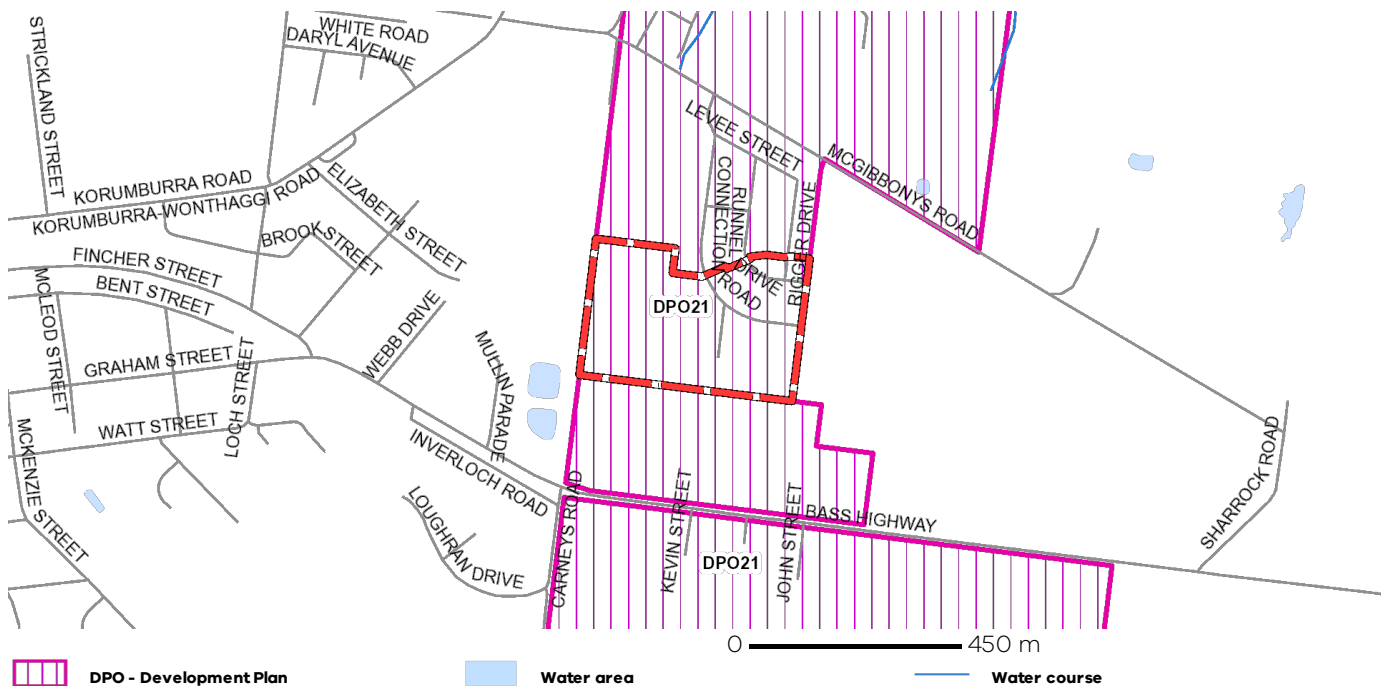 WHITE ROAD
DARYL AVENUE
STRICKLAND STREET
LEVEE STREET
MCGIBBONYS ROAD
KORUMBURRA ROAD
KORUMBURRA-WONTHAGGI ROAD
ELIZABETH STREET
BROOK STREET
RUNNEL DRIVE
CONNECTION ROAD
RIGGER DRIVE
FINCHER STREET
BENT STREET
MCLEOD STREET
DPO21
WEBB DRIVE
MULLIN PARADE
GRAHAM STREET
LOCH STREET
WATT STREET
MCKENZIE STREET
INVERLOCH ROAD
LOUGHRAN DRIVE
CARNEYS ROAD
KEVIN STREET
JOHN STREET
BASS HIGHWAY
SHARROCK ROAD
DPO21
0 450 m
DPO - Development Plan
Water area
Water course